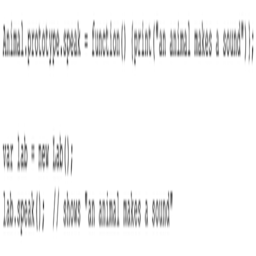 Animal.prototype.speak = function() (print("an animal makes a sound"));
var lab = new Lab();
lab.speak(); // shows "an animal makes a sound"